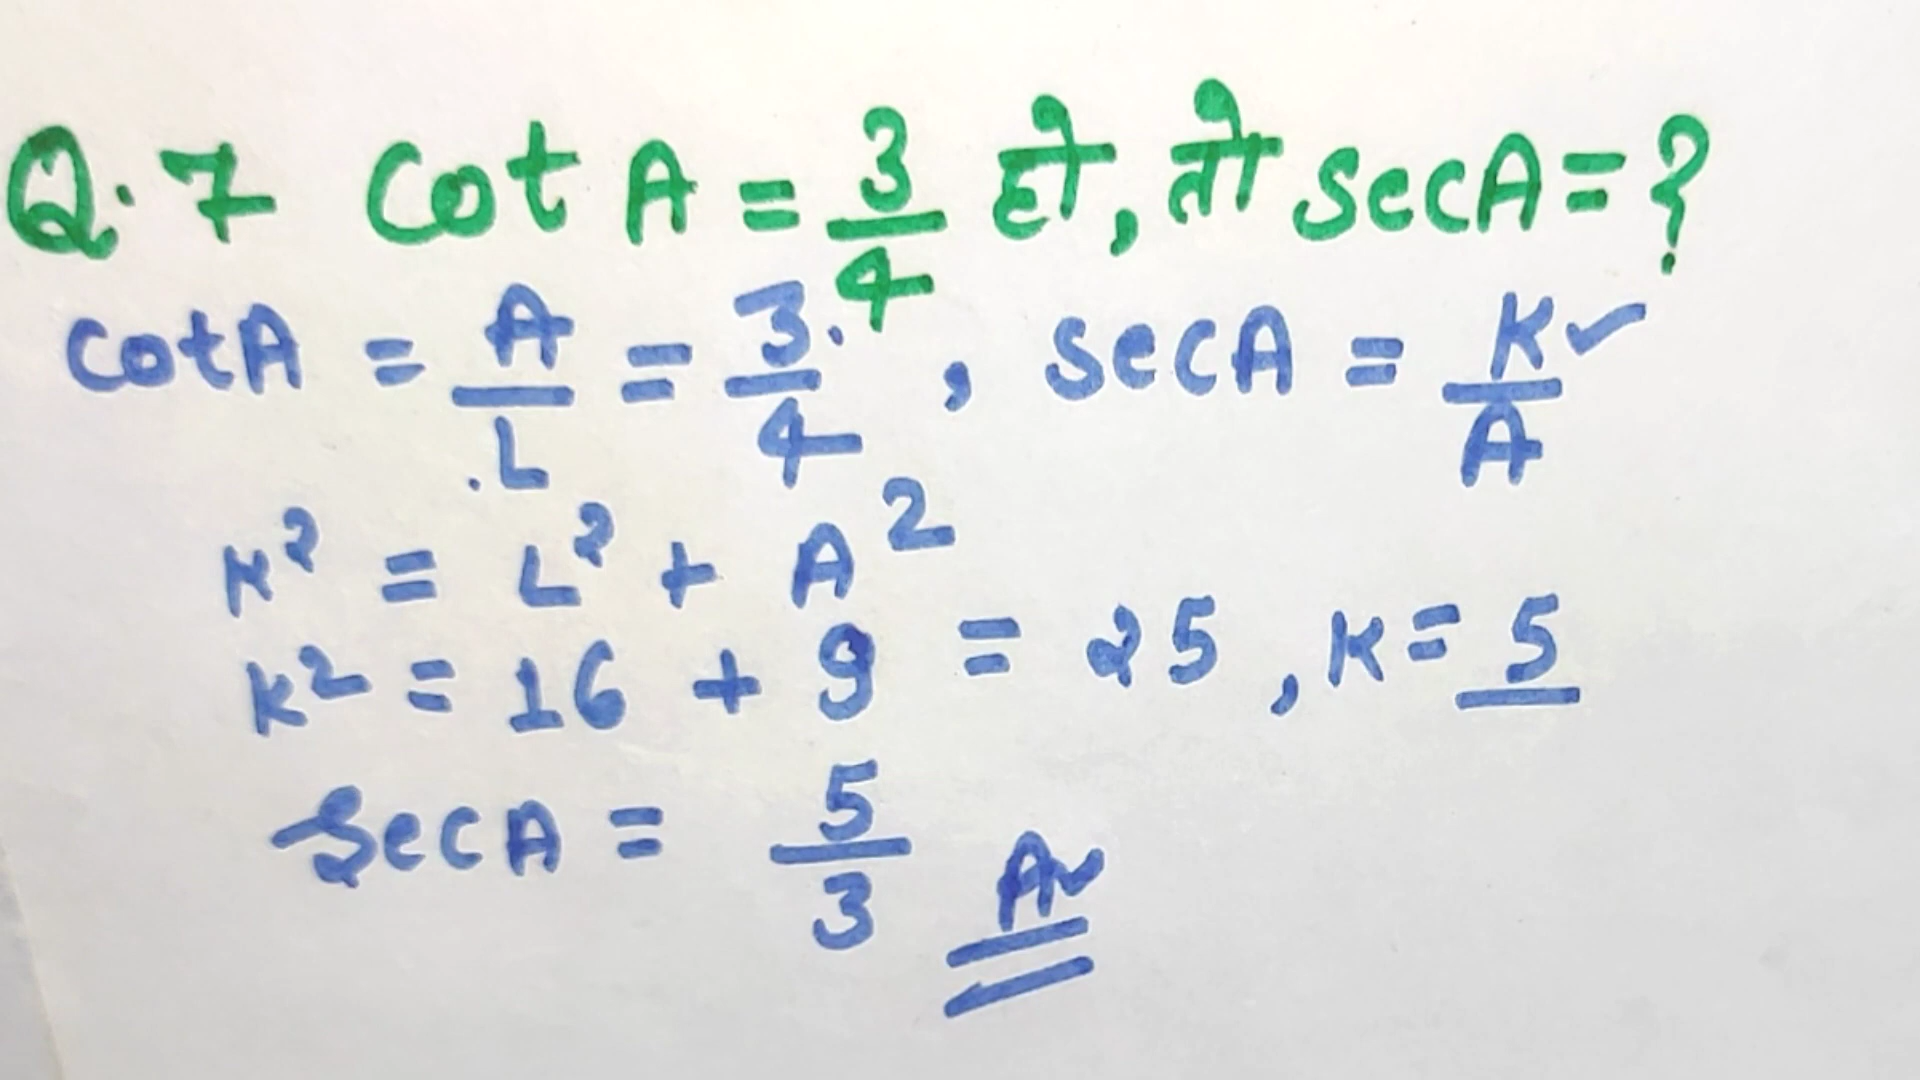 Q.7 cot A = 3/4 हो, तो secA = ?
cotA = A/L = 3/4, secA = K/A
K² = L² + A²
K² = 16 + 9 = 25, K = 5
SecA = 5/3 A